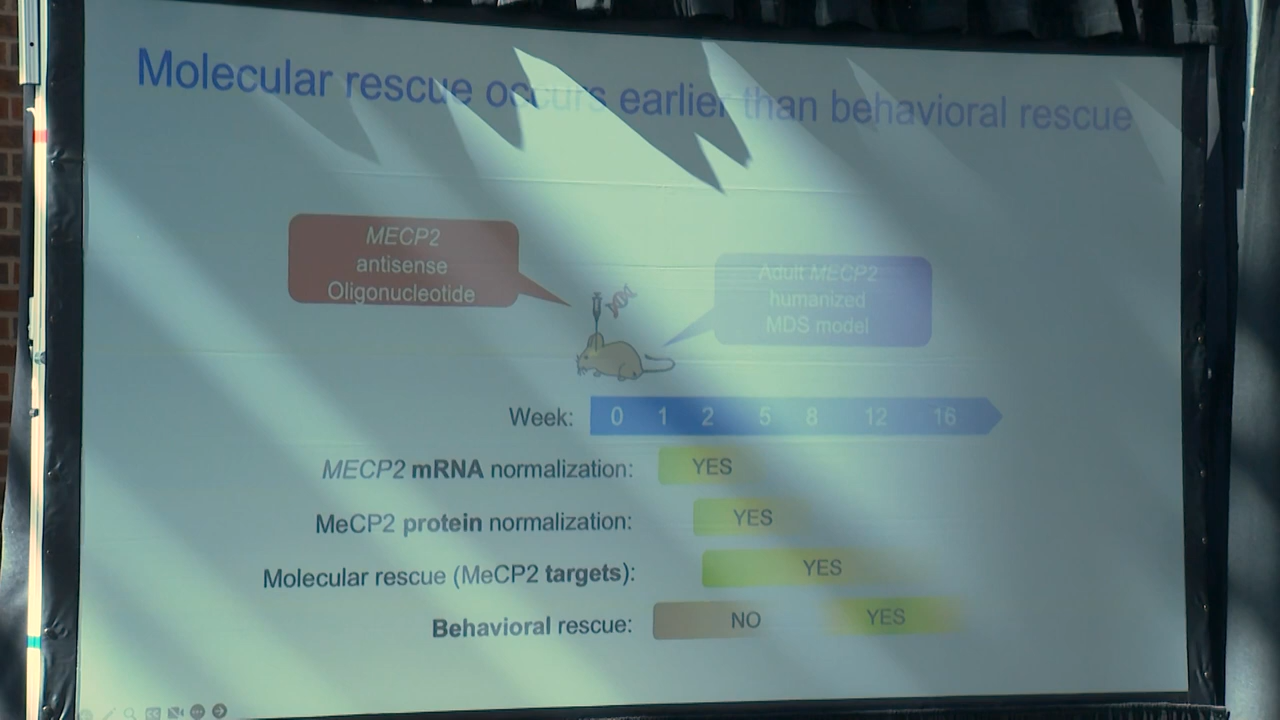 Molecular rescue occurs earlier than behavioral rescue
MECP2
antisense
Oligonucleotide
Adult MECP2
humanized
MDS model
Week: 0 1 2 5 8 12 16
MECP2 mRNA normalization: YES
MeCP2 protein normalization: YES
Molecular rescue (MeCP2 targets): YES
Behavioral rescue: NO YES